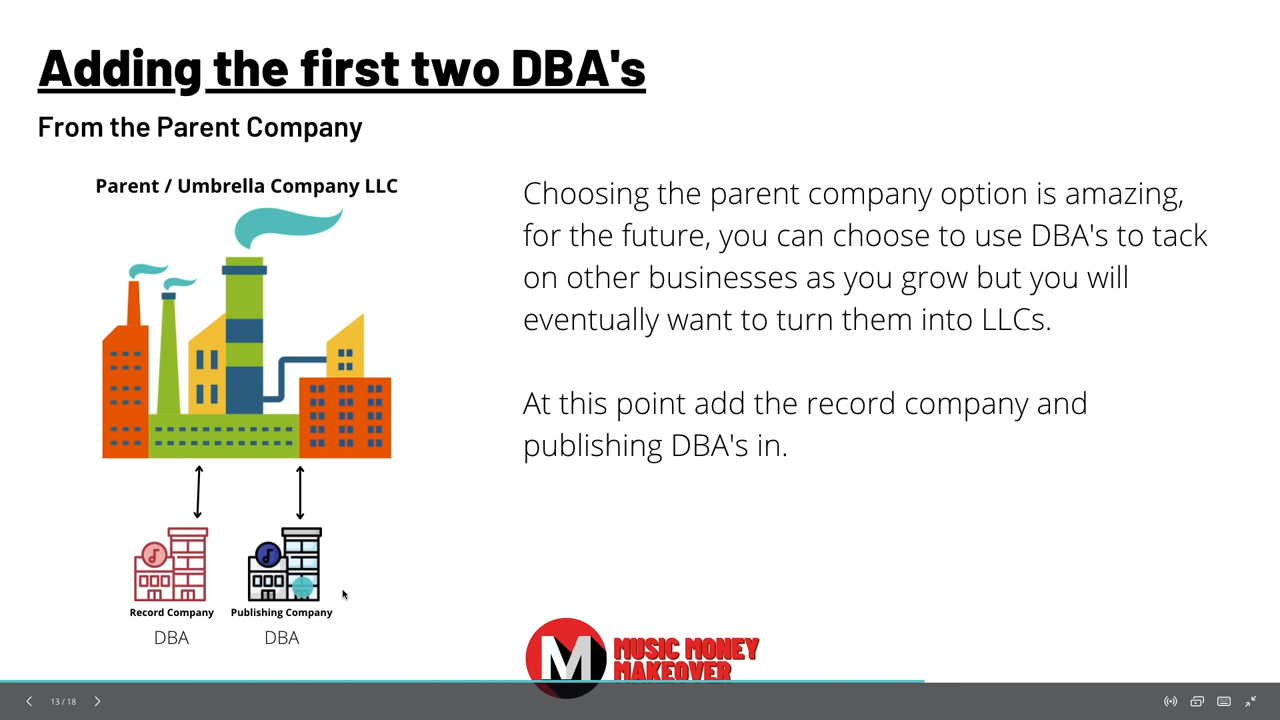 Adding the first two DBA's
From the Parent Company
Parent / Umbrella Company LLC
Choosing the parent company option is amazing,
for the future, you can choose to use DBA's to tack
on other businesses as you grow but you will
eventually want to turn them into LLCs.
At this point add the record company and
publishing DBA's in.
Record Company
Publishing Company
DBA
DBA
M
MUSIC MONEY
MAKEOVER
13 / 18